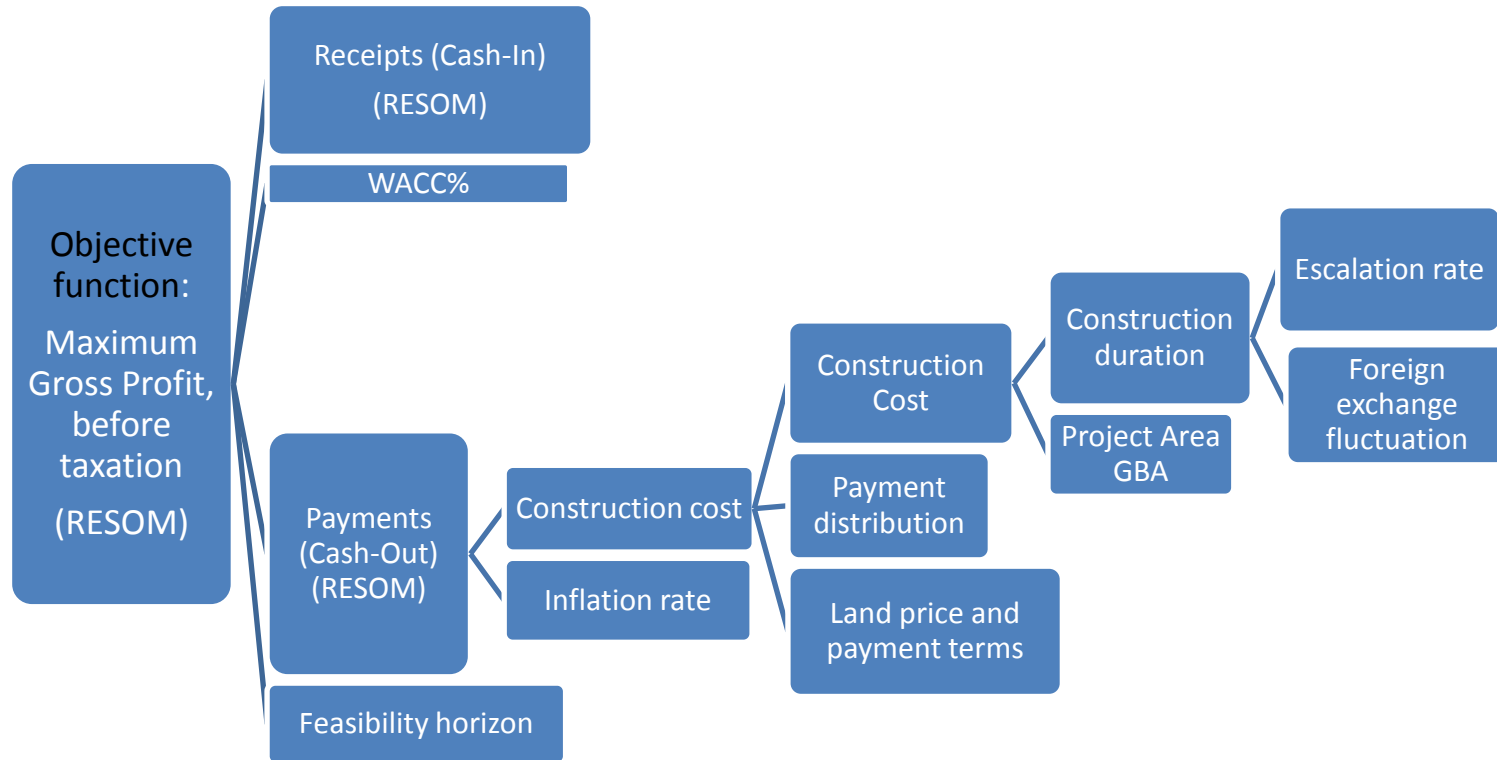 Receipts (Cash-In)
(RESOM)
WACC%
Objective
function:
Maximum
Gross Profit,
before
taxation
(RESOM)
Payments
(Cash-Out)
(RESOM)
Feasibility horizon
Construction cost
Inflation rate
Construction
Cost
Payment
distribution
Land price and
payment terms
Construction
duration
Project Area
GBA
Escalation rate
Foreign
exchange
fluctuation